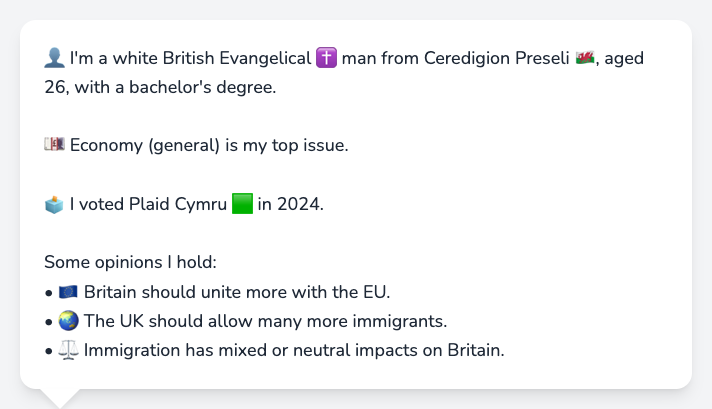 👤 I'm a white British Evangelical ✝️ man from Ceredigion Preseli 🏴󠁧󠁢󠁷󠁬󠁳󠁿, aged
26, with a bachelor's degree.
💷 Economy (general) is my top issue.
🗳️ I voted Plaid Cymru 🟩 in 2024.
Some opinions I hold:
• 🇪🇺 Britain should unite more with the EU.
• 🌏 The UK should allow many more immigrants.
• ⚖️ Immigration has mixed or neutral impacts on Britain.